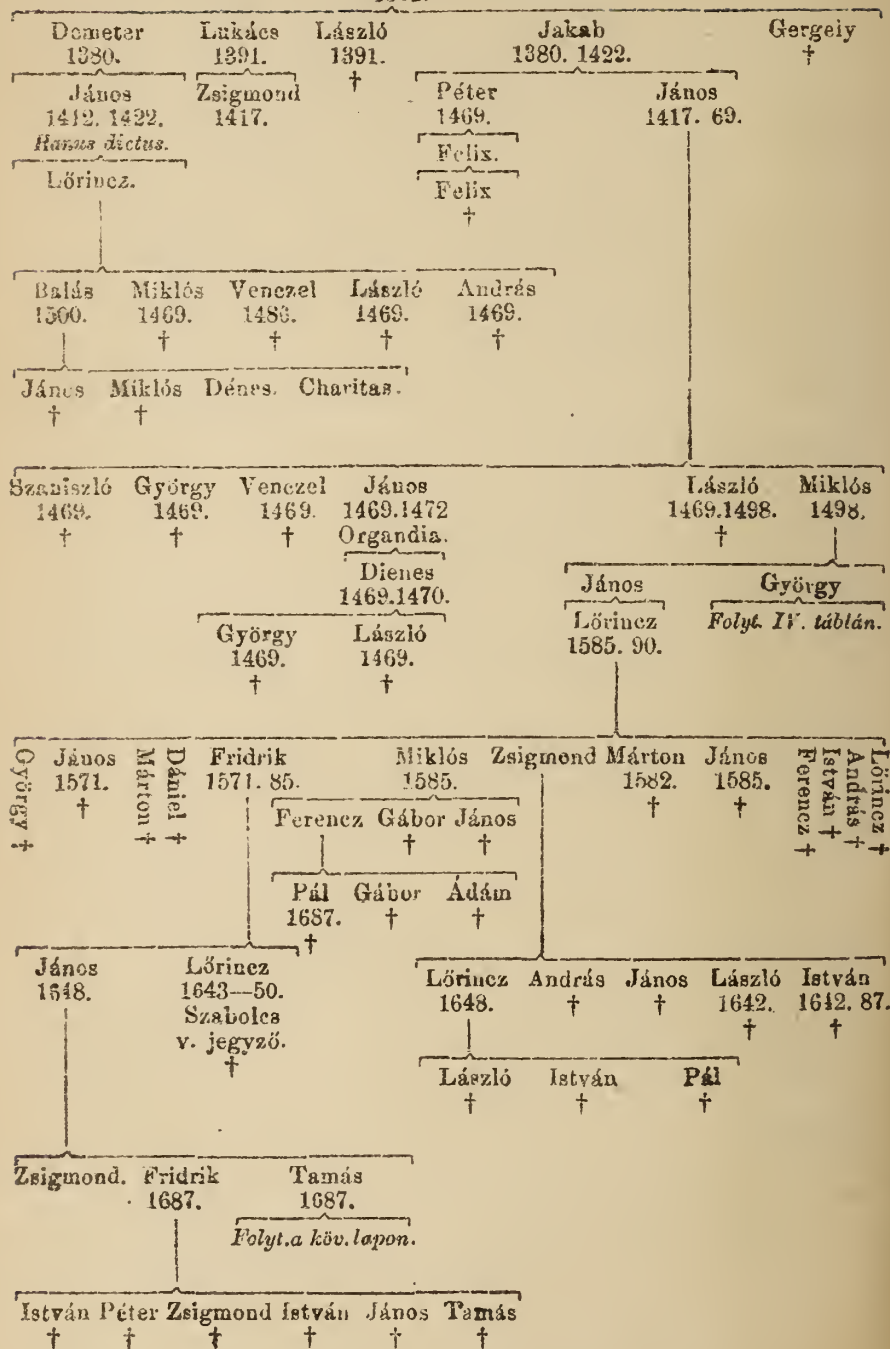 Demeter Lukács László Jakab Gergely
1380. 1391. 1391. 1380. 1422. †
†
János Zsigmond Péter János
1412. 1422. 1417. 1469. 1417. 69.
Hanus dictus. Felix.
Lőrincz. Felix
†
Balás Miklós Venczel László András
1500. 1469. 1483. 1469. 1469.
† † † †
János Miklós Dénes. Charitas.
† †
Szaniszló György Venczel János László Miklós
1469. 1469. 1469. 1469.1472 1469.1498. 1498.
† † † Organdia. †
Dienes János György
1469.1470. Lőrincz Folyt. IV. táblán.
György László 1585. 90.
1469. 1469.
† †
György † János Márton † Dániel † Fridrik Miklós Zsigmond Márton János Ferencz † István † András † Lőrincz †
1571. 1571. 85. 1585. 1582. 1585.
† † †
Ferencz Gábor János
† †
Pál Gábor Ádám
1687. † †
†
János Lőrincz Lőrincz András János László István
1648. 1643—50. 1648. † † 1642. 1642. 87.
Szabolcs † †
v. jegyző.
†
László István Pál
† † †
Zsigmond. Fridrik Tamás
1687. 1687.
Folyt. a köv. lapon.
István Péter Zsigmond István János Tamás
† † † † † †